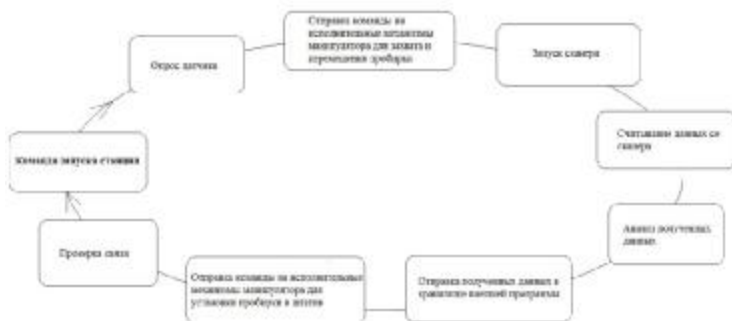 Отправка команды на
исполнительные механизмы
манипулятора для захвата и
перемещения пробирки
Опрос датчика
Запуск сканера
Считывание данных со
сканера
Команда запуска станции
Анализ полученных
данных
Проверка связи
Отправка команды на исполнительные
механизмы манипулятора для
установки пробирки в штатив
Отправка полученных данных в
хранилище внешней программы